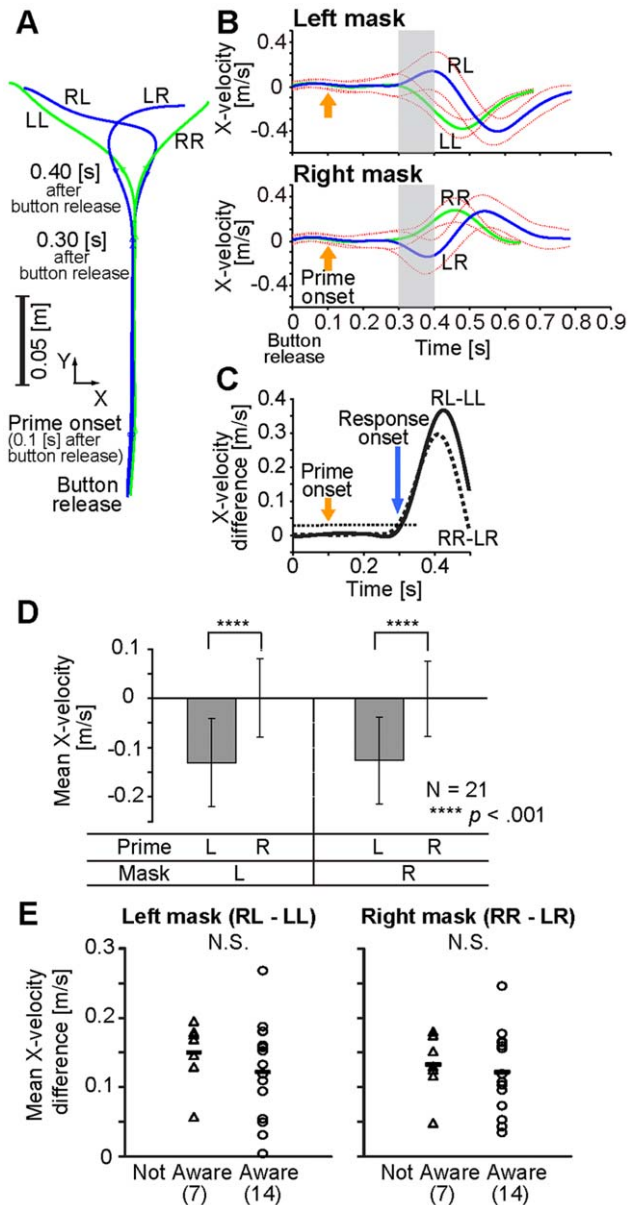 A
RL
LR
LL
RR
0.40 [s]
after
button release
0.30 [s]
after
button release
0.05 [m]
Y
X
Prime onset
(0.1 [s] after
button release)
Button
release
B
Left mask
X-velocity
[m/s]
0.4
0
-0.4
RL
LL
Right mask
X-velocity
[m/s]
0.4
0
-0.4
RR
LR
Prime
onset
0 0.1 0.2 0.3 0.4 0.5 0.6 0.7 0.8 0.9
Button
release
Time [s]
C
X-velocity
difference [m/s]
0.4
0.3
0.2
0.1
0
RL-LL
Response
onset
Prime
onset
RR-LR
0 0.2 0.4
Time [s]
D
Mean X-velocity
[m/s]
0.1
0
-0.1
-0.2
**** ****
N = 21
**** p < .001
Prime L R L R
Mask L R
E
Left mask (RL - LL) Right mask (RR - LR)
N.S. N.S.
Mean X-velocity
difference [m/s]
0.3
0.2
0.1
0
Not Aware Aware Not Aware Aware
(7) (14) (7) (14)